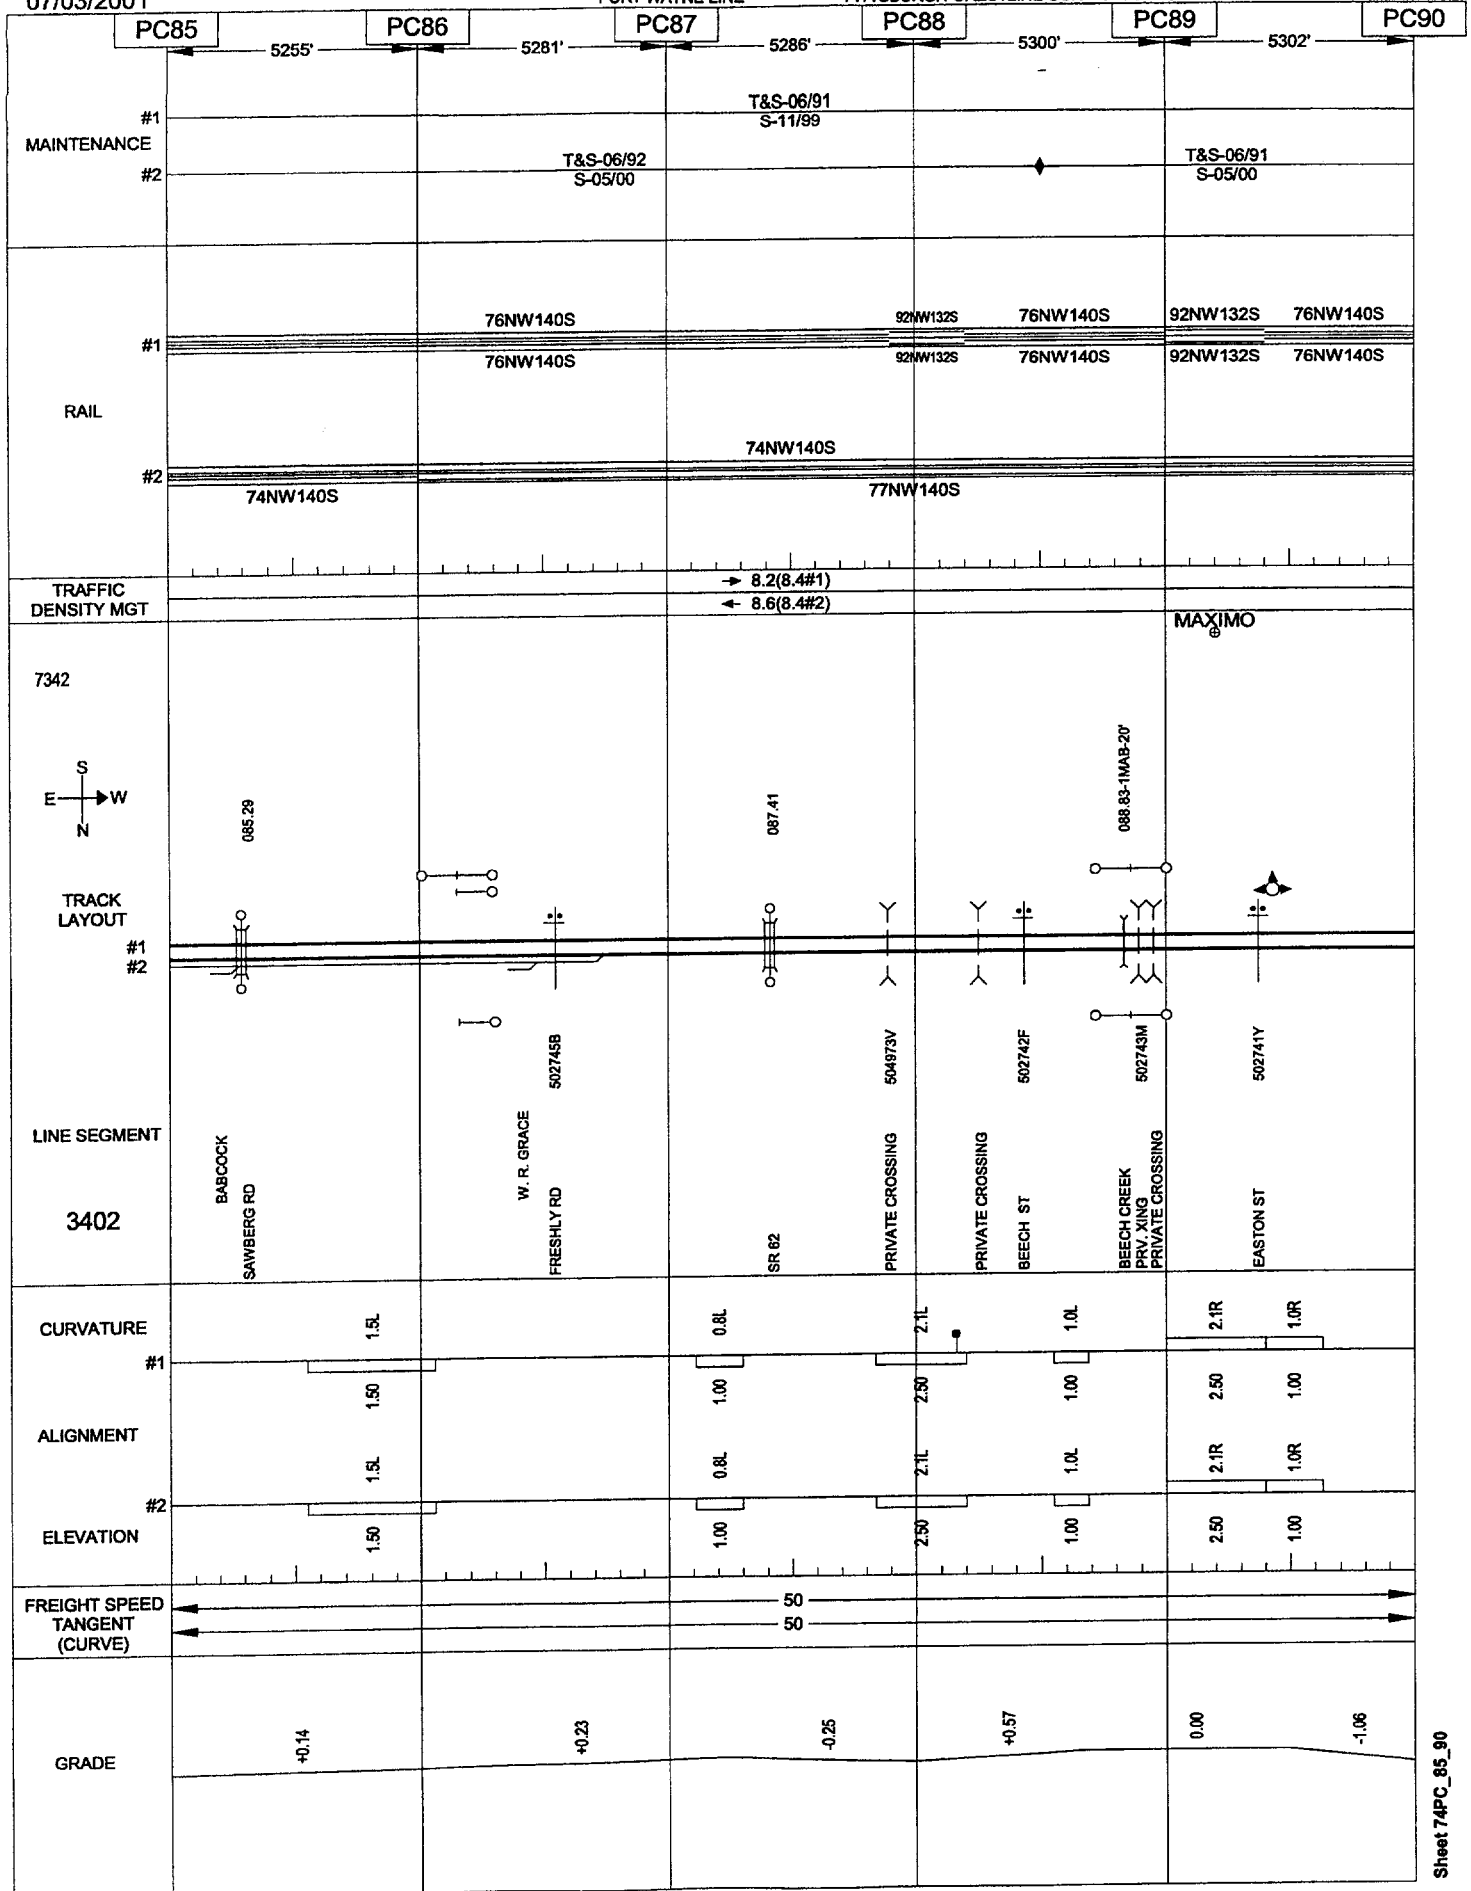 07/03/2001
FORT WAYNE LINE
PC85 PC86 PC87 PC88 PC89 PC90
5255' 5281' 5286' 5300' 5302'
#1
T&S-06/91
S-11/99
MAINTENANCE
#2
T&S-06/92
S-05/00
T&S-06/91
S-05/00
76NW140S 92NW132S 76NW140S 92NW132S 76NW140S
#1
76NW140S 92NW132S 76NW140S 92NW132S 76NW140S
RAIL
74NW140S
#2
74NW140S 77NW140S
TRAFFIC
DENSITY MGT
8.2(8.4#1)
8.6(8.4#2)
MAXIMO
7342
S
E W
N
085.29
087.41
088.83-1MAB-20'
TRACK
LAYOUT
#1
#2
502745B
504973V
502742F
502743M
502741Y
LINE SEGMENT
3402
BABCOCK
SAWBERG RD
W. R. GRACE
FRESHLY RD
SR 62
PRIVATE CROSSING
PRIVATE CROSSING
BEECH ST
BEECH CREEK
PRV. XING
PRIVATE CROSSING
EASTON ST
CURVATURE
1.5L 0.8L 2.1L 1.0L 2.1R 1.0R
#1
1.50 1.00 2.50 1.00 2.50 1.00
ALIGNMENT
1.5L 0.8L 2.1L 1.0L 2.1R 1.0R
#2
ELEVATION
1.50 1.00 2.50 1.00 2.50 1.00
FREIGHT SPEED
TANGENT
(CURVE)
50
50
GRADE
+0.14 +0.23 -0.25 +0.57 0.00 -1.06
Sheet 74PC_85_90